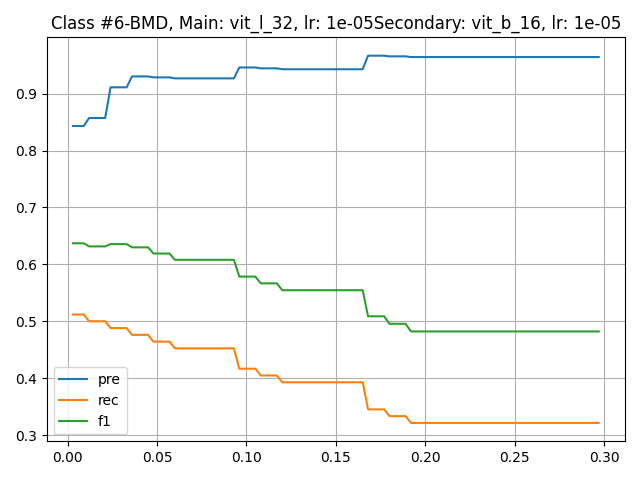 Class #6-BMD, Main: vit_l_32, lr: 1e-05Secondary: vit_b_16, lr: 1e-05
0.9
0.8
0.7
0.6
0.5
0.4
0.3
pre
rec
f1
0.00 0.05 0.10 0.15 0.20 0.25 0.30